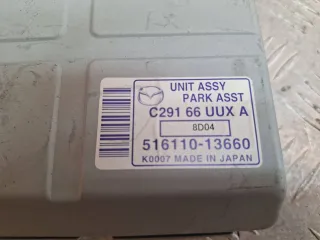 UNIT ASSY
PARK ASST
C291 66 UUX A
8D04
516110-13660
K0007 MADE IN JAPAN